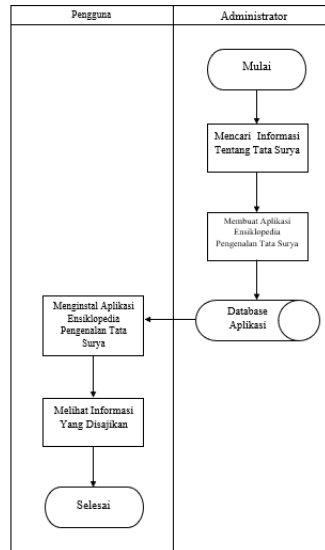 Pengguna
Administrator
Mulai
Mencari Informasi
Tentang Tata Surya
Membuat Aplikasi
Ensiklopedia
Pengenalan Tata Surya
Database
Aplikasi
Menginstal Aplikasi
Ensiklopedia
Pengenalan Tata
Surya
Melihat Informasi
Yang Disajikan
Selesai